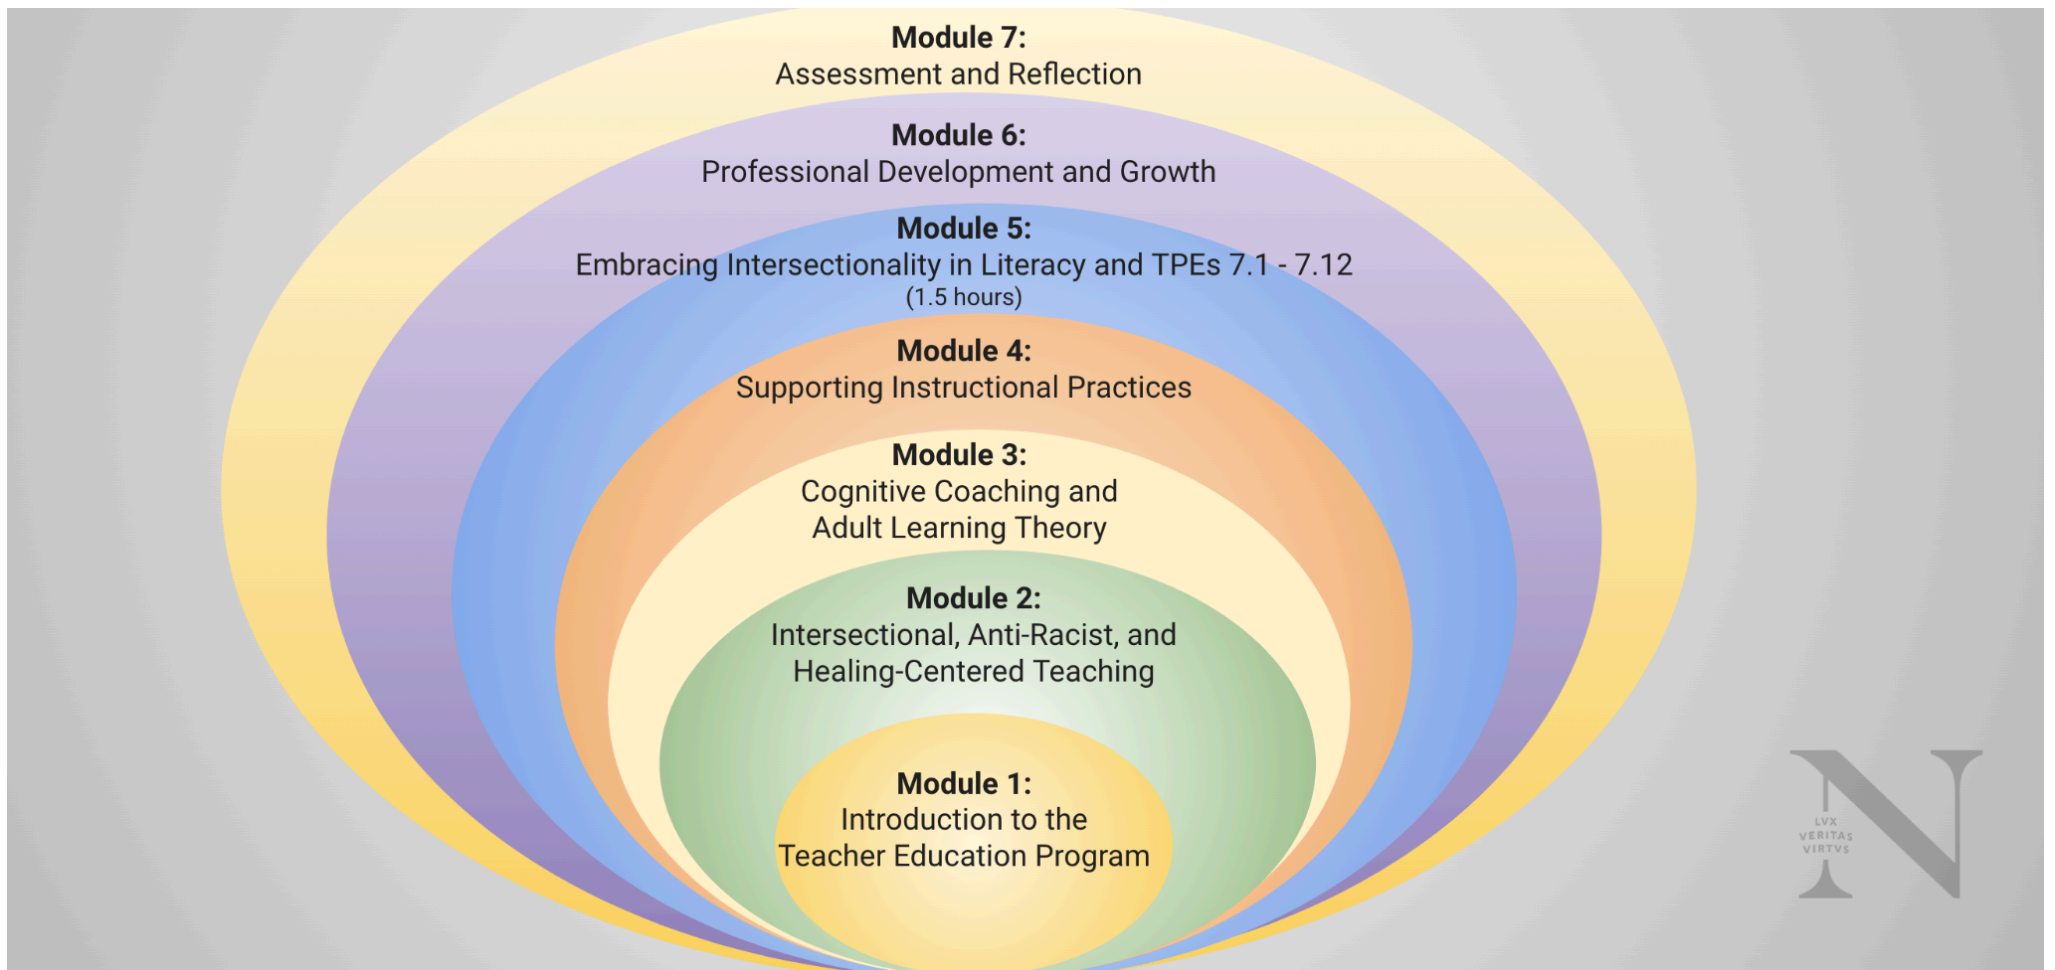 Module 7:
Assessment and Reflection
Module 6:
Professional Development and Growth
Module 5:
Embracing Intersectionality in Literacy and TPEs 7.1 - 7.12
(1.5 hours)
Module 4:
Supporting Instructional Practices
Module 3:
Cognitive Coaching and
Adult Learning Theory
Module 2:
Intersectional, Anti-Racist, and
Healing-Centered Teaching
Module 1:
Introduction to the
Teacher Education Program
N
LVX
VERITAS
VIRTVS